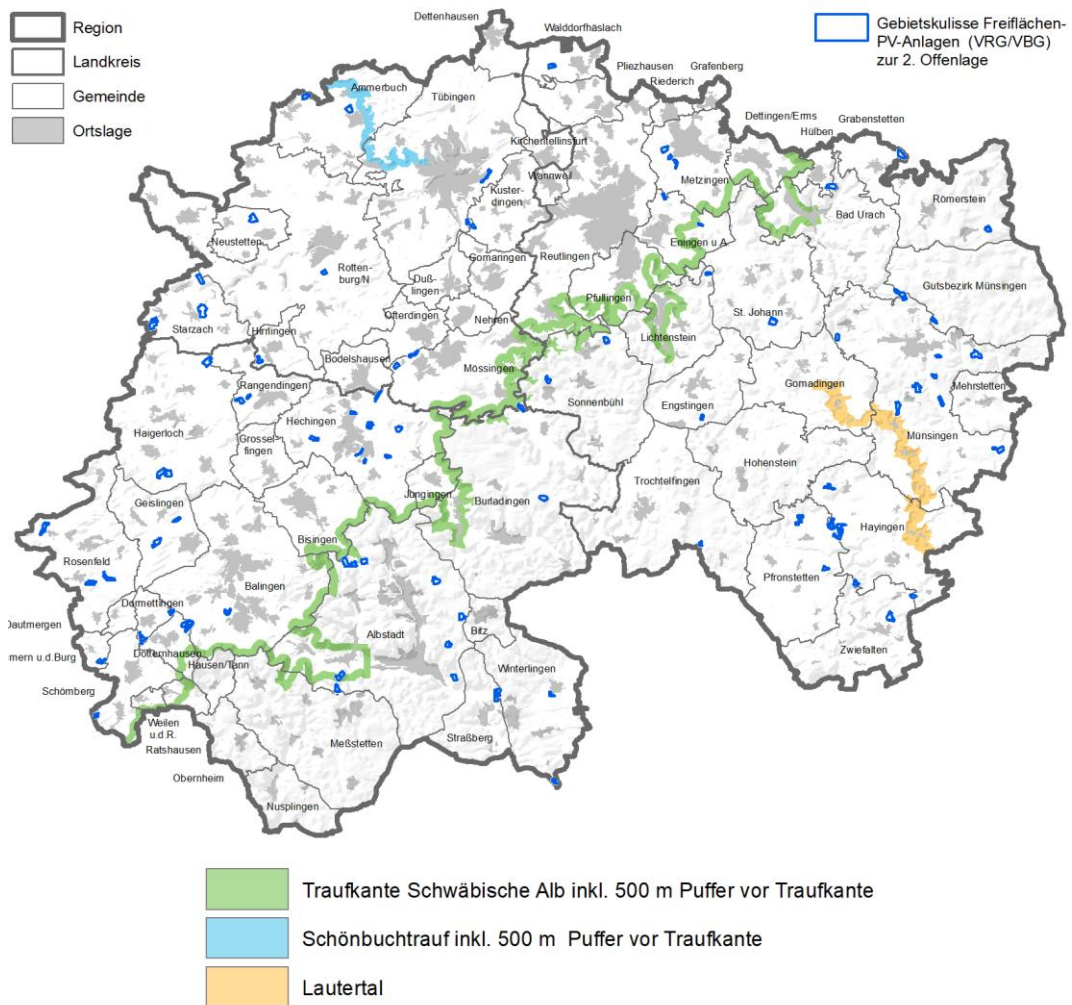 Region
Landkreis
Gemeinde
Ortslage
Gebietskulisse Freiflächen-
PV-Anlagen (VRG/VBG)
zur 2. Offenlage
Dettenhausen
Walddorfhäslach
Pliezhausen
Riederich
Grafenberg
Ammerbuch
Tübingen
Dettingen/Erms
Hülben
Grabenstetten
Kirchentellinsfurt
Wannweil
Metzingen
Kuster-
dingen
Bad Urach
Römerstein
Neustetten
Eningen u.A.
Reutlingen
Gomaringen
Rotten-
burg/N
Duß-
lingen
Gutsbezirk Münsingen
Pfullingen
Ofterdingen
Nehren
St. Johann
Starzach
Hirrlingen
Lichtenstein
Bodelshausen
Mössingen
Rangendingen
Gomadingen
Mehrstetten
Sonnenbühl
Engstingen
Hechingen
Haigerloch
Grossel-
fingen
Münsingen
Hohenstein
Trochtelfingen
Jungingen
Burladingen
Geislingen
Hayingen
Bisingen
Rosenfeld
Pfronstetten
Balingen
Dormettingen
Dautmergen
Albstadt
Bitz
Zwiefalten
Dotternhausen
mmern u.d.Burg
Hausen/Tann
Winterlingen
Schömberg
Weilen
u.d.R.
Meßstetten
Straßberg
Ratshausen
Obernheim
Nusplingen
Traufkante Schwäbische Alb inkl. 500 m Puffer vor Traufkante
Schönbuchtrauf inkl. 500 m Puffer vor Traufkante
Lautertal